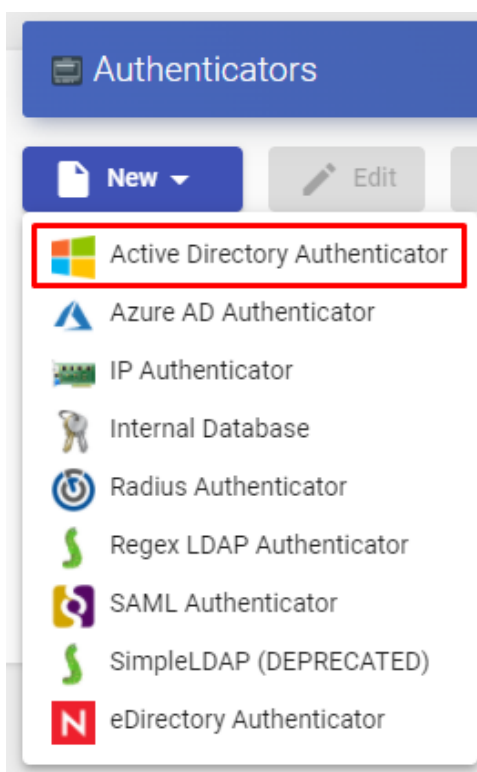 Authenticators
New
Edit
Active Directory Authenticator
Azure AD Authenticator
IP Authenticator
Internal Database
Radius Authenticator
Regex LDAP Authenticator
SAML Authenticator
SimpleLDAP (DEPRECATED)
eDirectory Authenticator